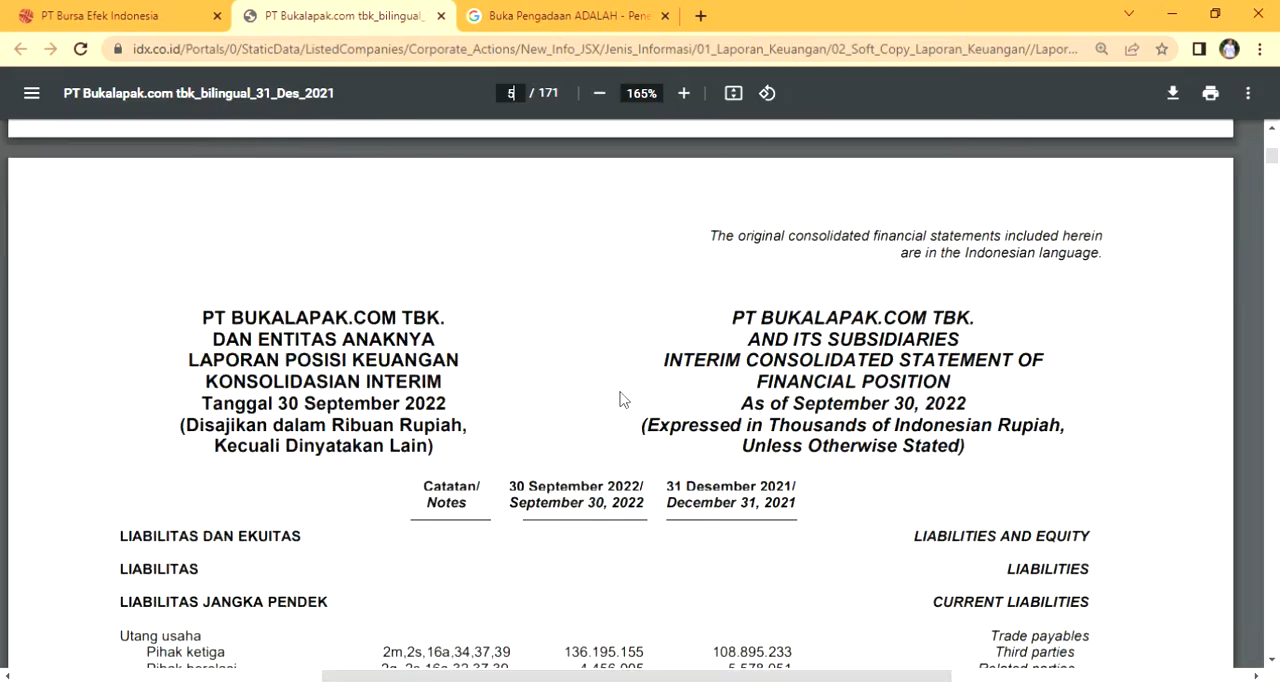 PT Bursa Efek Indonesia
PT Bukalapak.com tbk_bilingual_
Buka Pengadaan ADALAH - Pene
idx.co.id/Portals/0/StaticData/ListedCompanies/Corporate_Actions/New_Info_JSX/Jenis_Informasi/01_Laporan_Keuangan/02_Soft_Copy_Laporan_Keuangan//Lapor...
PT Bukalapak.com tbk_bilingual_31_Des_2021
5 / 171
165%
The original consolidated financial statements included herein
are in the Indonesian language.
PT BUKALAPAK.COM TBK.
DAN ENTITAS ANAKNYA
LAPORAN POSISI KEUANGAN
KONSOLIDASIAN INTERIM
Tanggal 30 September 2022
(Disajikan dalam Ribuan Rupiah,
Kecuali Dinyatakan Lain)
PT BUKALAPAK.COM TBK.
AND ITS SUBSIDIARIES
INTERIM CONSOLIDATED STATEMENT OF
FINANCIAL POSITION
As of September 30, 2022
(Expressed in Thousands of Indonesian Rupiah,
Unless Otherwise Stated)
Catatan/ 30 September 2022/ 31 Desember 2021/
Notes September 30, 2022 December 31, 2021
LIABILITAS DAN EKUITAS LIABILITIES AND EQUITY
LIABILITAS LIABILITIES
LIABILITAS JANGKA PENDEK CURRENT LIABILITIES
Utang usaha Trade payables
Pihak ketiga 2m,2s,16a,34,37,39 136.195.155 108.895.233 Third parties